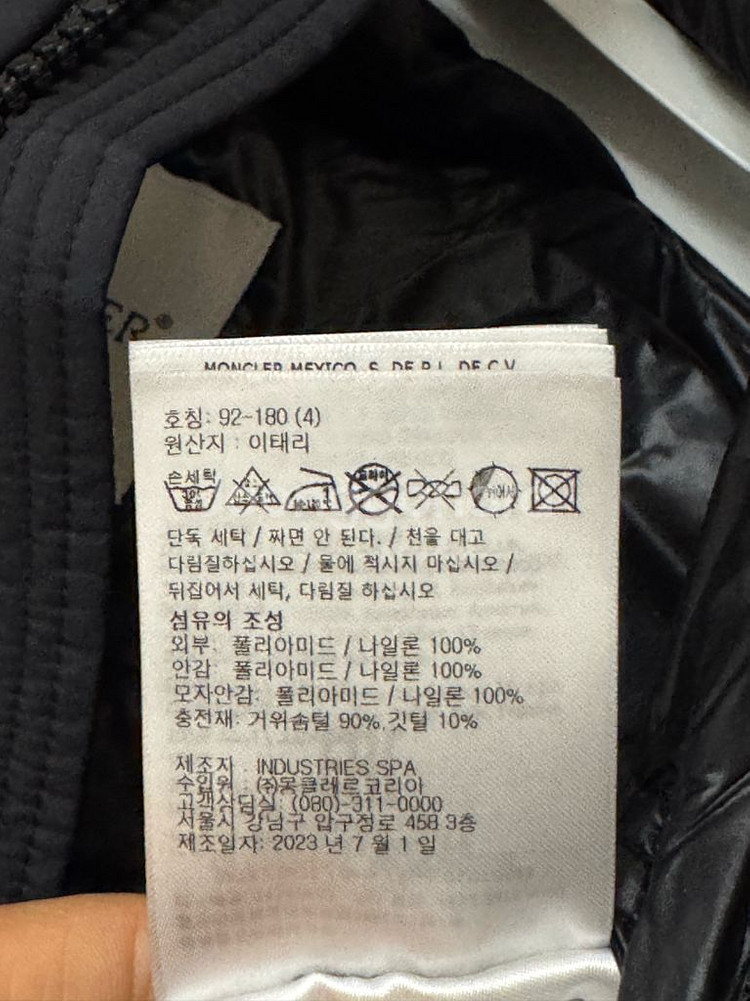 ER®
MONCLER MEXICO S. DE R.L. DE C.V.
호칭: 92-180 (4)
원산지 : 이태리
손세탁
단독 세탁 / 짜면 안 된다. / 천을 대고
다림질하십시오 / 물에 적시지 마십시오 /
뒤집어서 세탁, 다림질 하십시오
섬유의 조성
외부: 폴리아미드 / 나일론 100%
안감 폴리아미드 / 나일론 100%
모자안감: 폴리아미드 / 나일론 100%
충전재: 거위솜털 90%,깃털 10%
제조자 : INDUSTRIES SPA
수입원 : ㈜몽클레르코리아
고객상담실: (080)-311-0000
서울시 강남구 압구정로 458 3층
제조일자: 2023 년 7 월 1 일